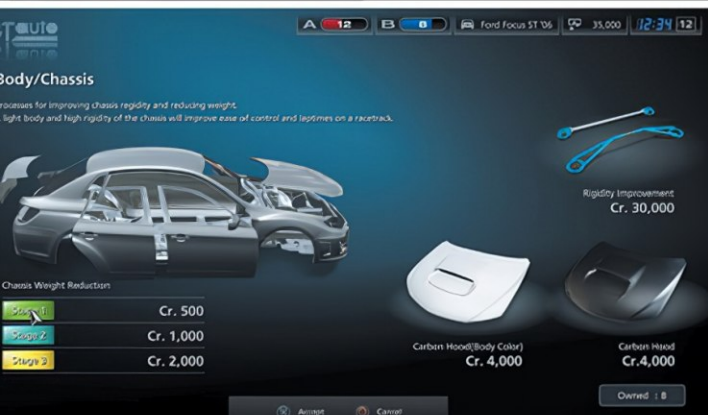 auto
A 12 B 8 Ford Focus ST '06 35,000 12:34 12
Body/Chassis
rocesses for improving chassis regidity and reducing weight.
light body and high rigidity of the chassis will improve ease of control and laptimes on a racetrack.
Rigidity Improvement
Cr. 30,000
Chassis Weight Reduction
Stage 1 Cr. 500
Stage 2 Cr. 1,000
Stage 3 Cr. 2,000
Carbon Hood(Body Color)
Cr. 4,000
Carbon Hood
Cr.4,000
Owned : 8
Accept Cancel